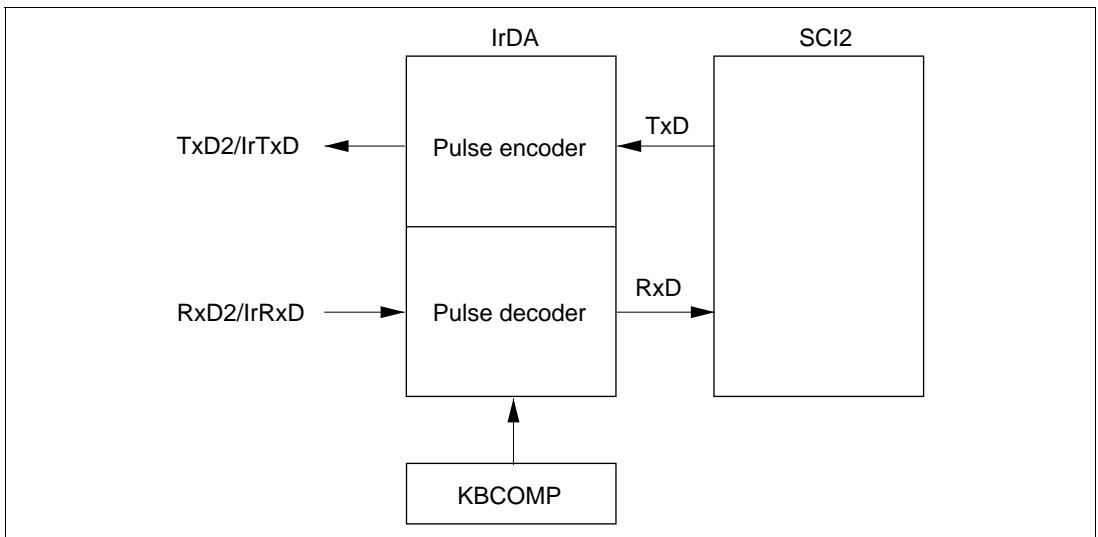 IrDA
SCI2
TxD
TxD2/IrTxD
Pulse encoder
RxD
RxD2/IrRxD
Pulse decoder
KBCOMP